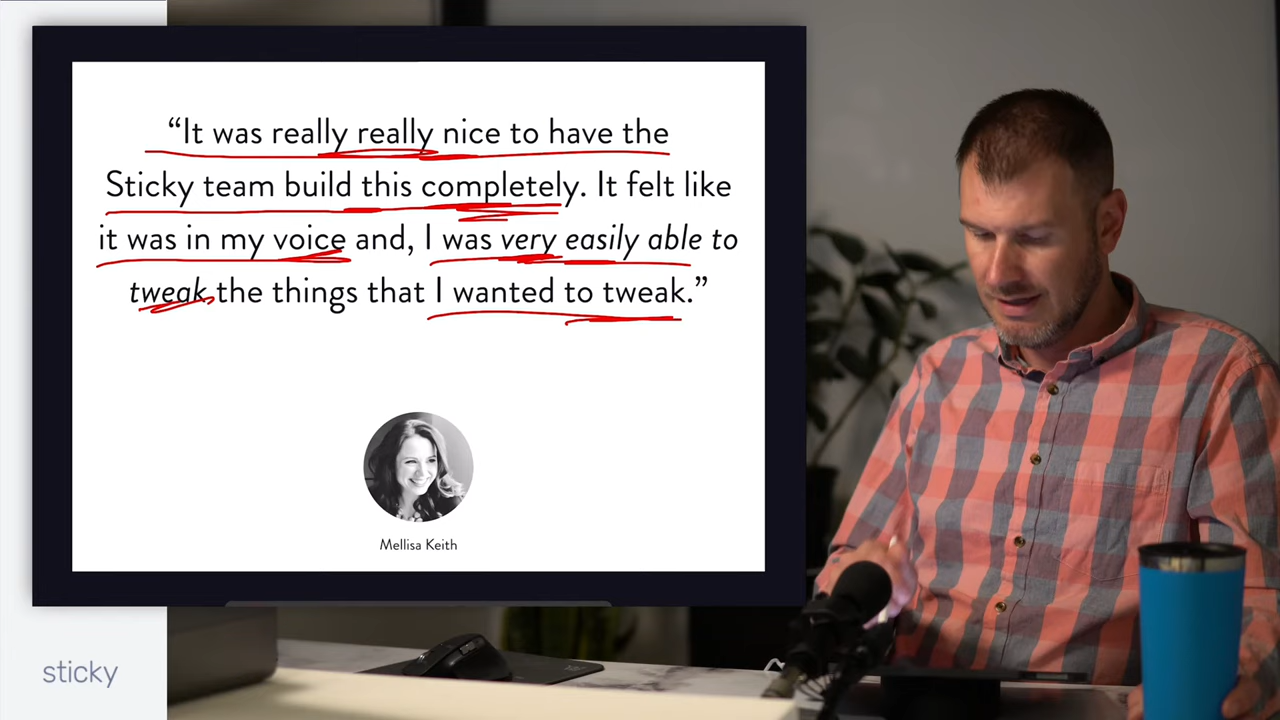 “It was really really nice to have the
Sticky team build this completely. It felt like
it was in my voice and, I was very easily able to
tweak the things that I wanted to tweak.”
Mellisa Keith
sticky